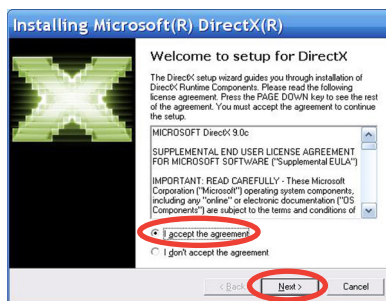 Installing Microsoft(R) DirectX(R)
Welcome to setup for DirectX
The DirectX setup wizard guides you through installation of
DirectX Runtime Components. Please read the following
license agreement. Press the PAGE DOWN key to see the rest
of the agreement. You must accept the agreement to continue
the setup.
MICROSOFT DirectX 9.0c
SUPPLEMENTAL END USER LICENSE AGREEMENT
FOR MICROSOFT SOFTWARE ("Supplemental EULA")
IMPORTANT: READ CAREFULLY - These Microsoft
Corporation ("Microsoft") operating system components,
including any "online" or electronic documentation ("OS
Components") are subject to the terms and conditions of
I accept the agreement
I don't accept the agreement
< Back
Next >
Cancel